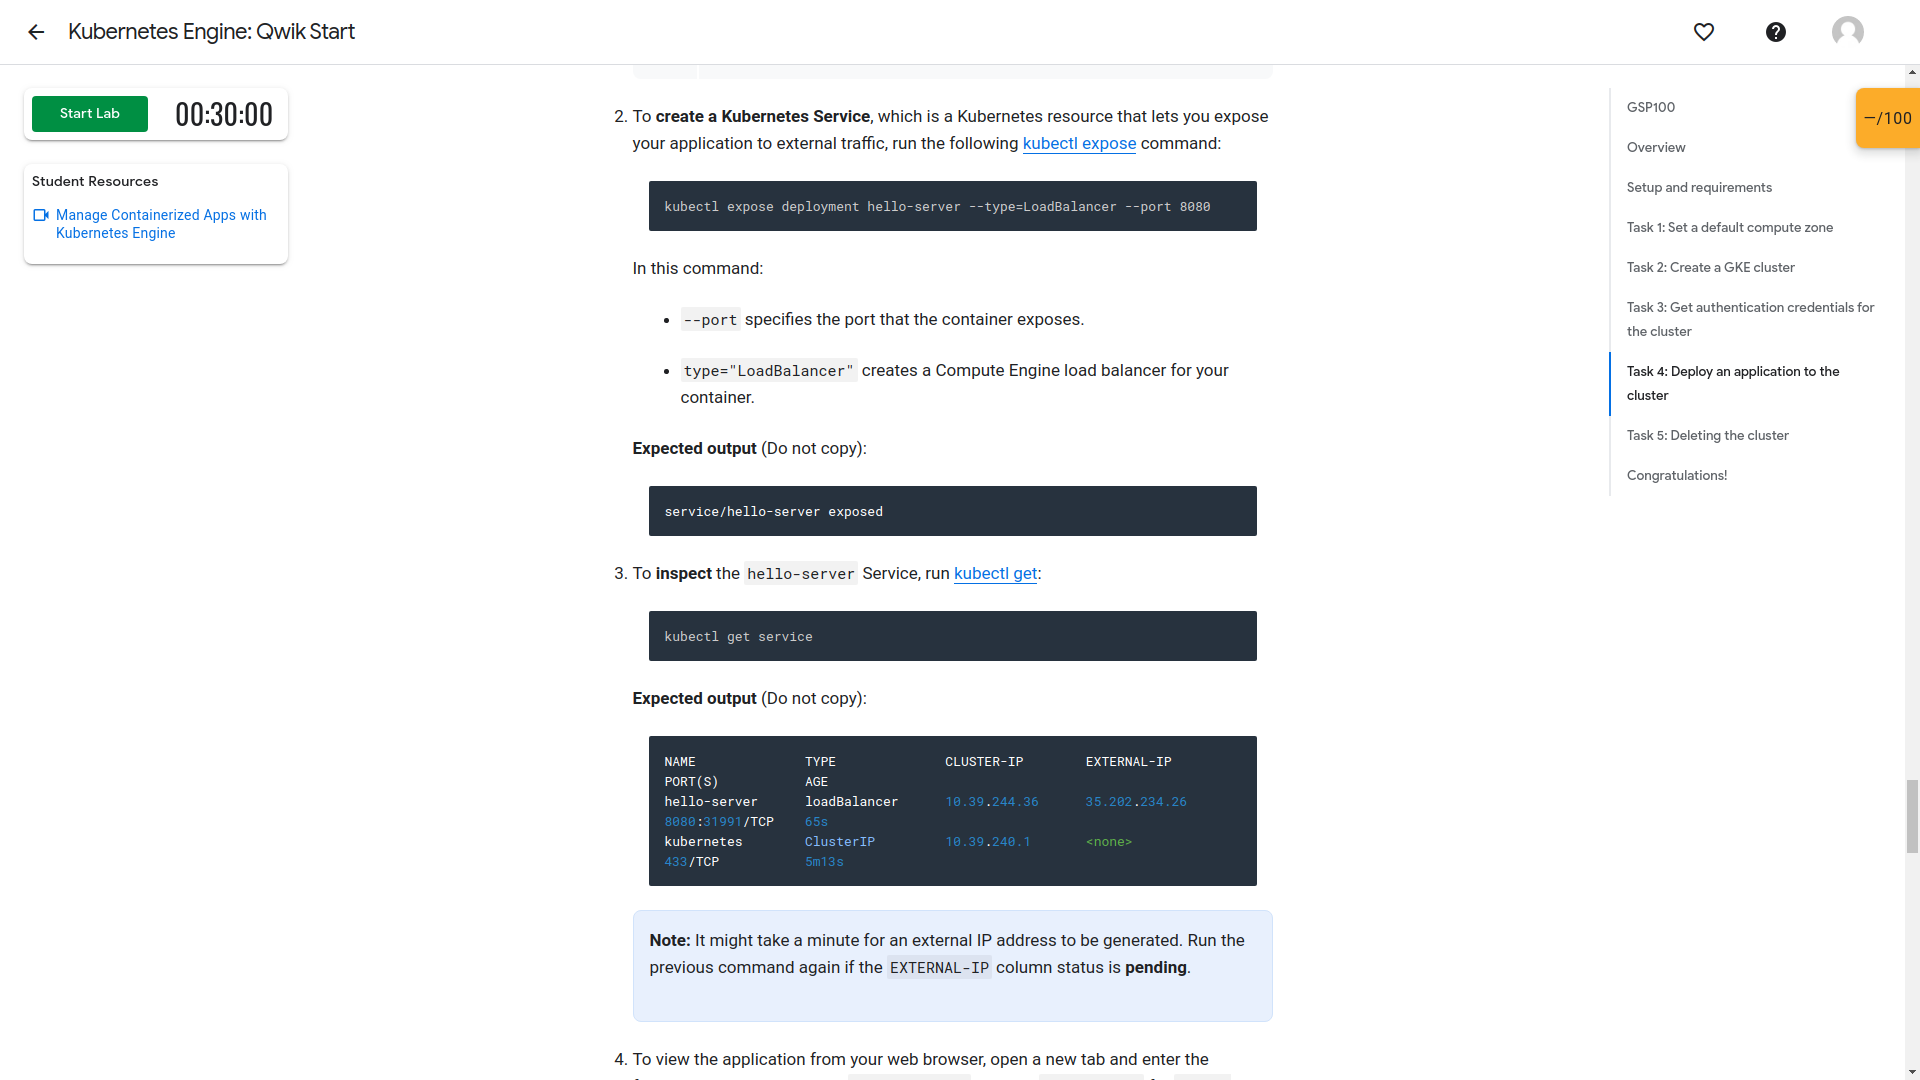 Kubernetes Engine: Qwik Start
Start Lab
00:30:00
Student Resources
Manage Containerized Apps with
Kubernetes Engine
2. To create a Kubernetes Service, which is a Kubernetes resource that lets you expose
your application to external traffic, run the following kubectl expose command:
kubectl expose deployment hello-server --type=LoadBalancer --port 8080
In this command:
--port specifies the port that the container exposes.
type="LoadBalancer" creates a Compute Engine load balancer for your
container.
Expected output (Do not copy):
service/hello-server exposed
3. To inspect the hello-server Service, run kubectl get:
kubectl get service
Expected output (Do not copy):
NAME TYPE CLUSTER-IP EXTERNAL-IP
PORT(S) AGE
hello-server loadBalancer 10.39.244.36 35.202.234.26
8080:31991/TCP 65s
kubernetes ClusterIP 10.39.240.1 <none>
433/TCP 5m13s
Note: It might take a minute for an external IP address to be generated. Run the
previous command again if the EXTERNAL-IP column status is pending.
4. To view the application from your web browser, open a new tab and enter the
GSP100
Overview
Setup and requirements
Task 1: Set a default compute zone
Task 2: Create a GKE cluster
Task 3: Get authentication credentials for
the cluster
Task 4: Deploy an application to the
cluster
Task 5: Deleting the cluster
Congratulations!
—/100